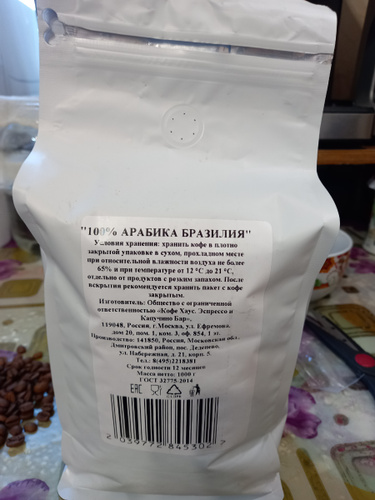 "100% АРАБИКА БРАЗИЛИЯ"
Условия хранения: хранить кофе в плотно
закрытой упаковке в сухом, прохладном месте
при относительной влажности воздуха не более
65% и при температуре от 12 °C до 21 °C,
отдельно от продуктов с резким запахом. После
вскрытия рекомендуется хранить пакет с кофе
закрытым.
Изготовитель: Общество с ограниченной
ответственностью «Кофе Хаус. Эспрессо и
Капучино Бар»,
119048, Россия, г. Москва, ул. Ефремова,
дом 20, пом. 1, ком. 3, оф. 854, 1 эт.
Производство: 141850, Россия, Московская обл.,
Дмитровский район, пос. Деденево,
ул. Набережная, д. 21, корп. 5.
Тел.: 8(495)2218381
Срок годности 12 месяцев
Масса нетто: 1000 г
ГОСТ 32775-2014
EAC
2 039772 845302 >